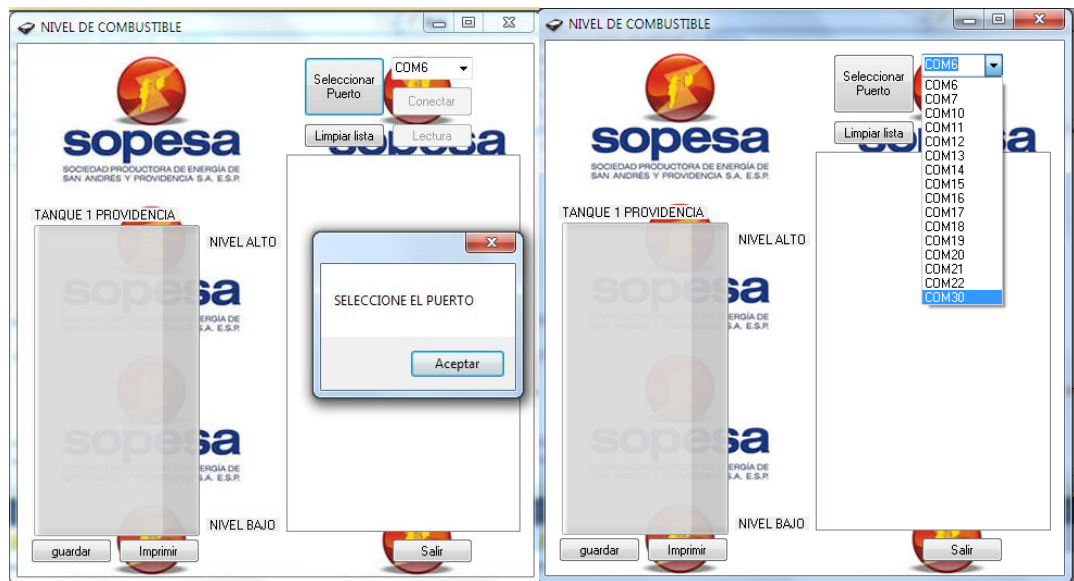 NIVEL DE COMBUSTIBLE
Seleccionar
Puerto
COM6
Conectar
Limpiar lista
Lectura
sopesa
SOCIEDAD PRODUCTORA DE ENERGÍA DE
SAN ANDRÉS Y PROVIDENCIA S.A. E.S.P.
TANQUE 1 PROVIDENCIA
NIVEL ALTO
SELECCIONE EL PUERTO
Aceptar
NIVEL BAJO
guardar
Imprimir
Salir
NIVEL DE COMBUSTIBLE
Seleccionar
Puerto
COM6
COM6
COM7
COM10
COM11
COM12
COM13
COM14
COM15
COM16
COM17
COM18
COM19
COM20
COM21
COM22
COM30
Limpiar lista
sopesa
SOCIEDAD PRODUCTORA DE ENERGÍA DE
SAN ANDRÉS Y PROVIDENCIA S.A. E.S.P.
TANQUE 1 PROVIDENCIA
NIVEL ALTO
NIVEL BAJO
guardar
Imprimir
Salir